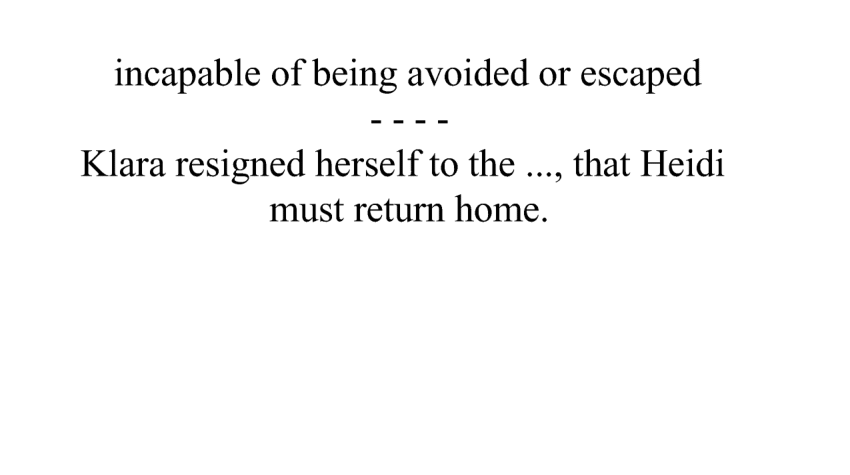 incapable of being avoided or escaped
- - - -
Klara resigned herself to the ..., that Heidi
must return home.